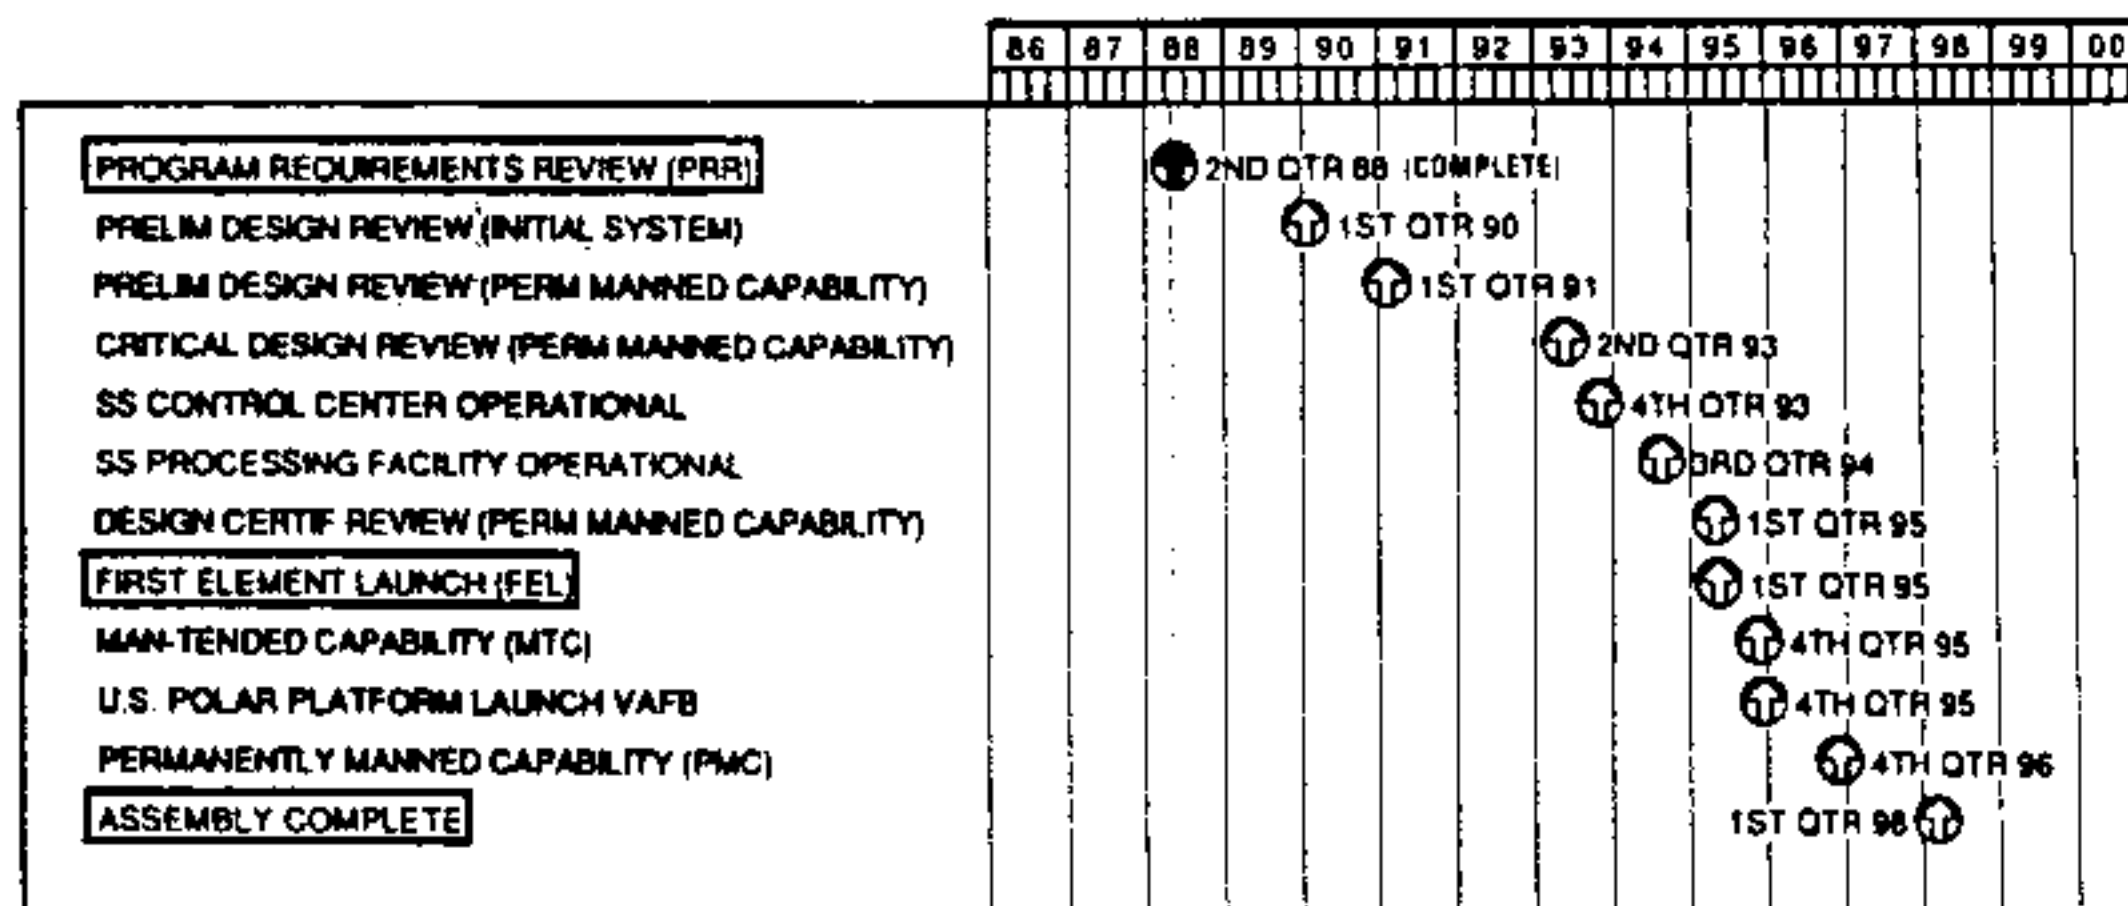 86 87 88 89 90 91 92 93 94 95 96 97 98 99 00
PROGRAM REQUIREMENTS REVIEW (PRR) 2ND QTR 88 (COMPLETE)
PRELIM DESIGN REVIEW (INITIAL SYSTEM) 1ST QTR 90
PRELIM DESIGN REVIEW (PERM MANNED CAPABILITY) 1ST QTR 91
CRITICAL DESIGN REVIEW (PERM MANNED CAPABILITY) 2ND QTR 93
SS CONTROL CENTER OPERATIONAL 4TH QTR 93
SS PROCESSING FACILITY OPERATIONAL 3RD QTR 94
DESIGN CERTIF REVIEW (PERM MANNED CAPABILITY) 1ST QTR 95
FIRST ELEMENT LAUNCH (FEL) 1ST QTR 95
MAN-TENDED CAPABILITY (MTC) 4TH QTR 95
U.S. POLAR PLATFORM LAUNCH VAFB 4TH QTR 95
PERMANENTLY MANNED CAPABILITY (PMC) 4TH QTR 96
ASSEMBLY COMPLETE 1ST QTR 98